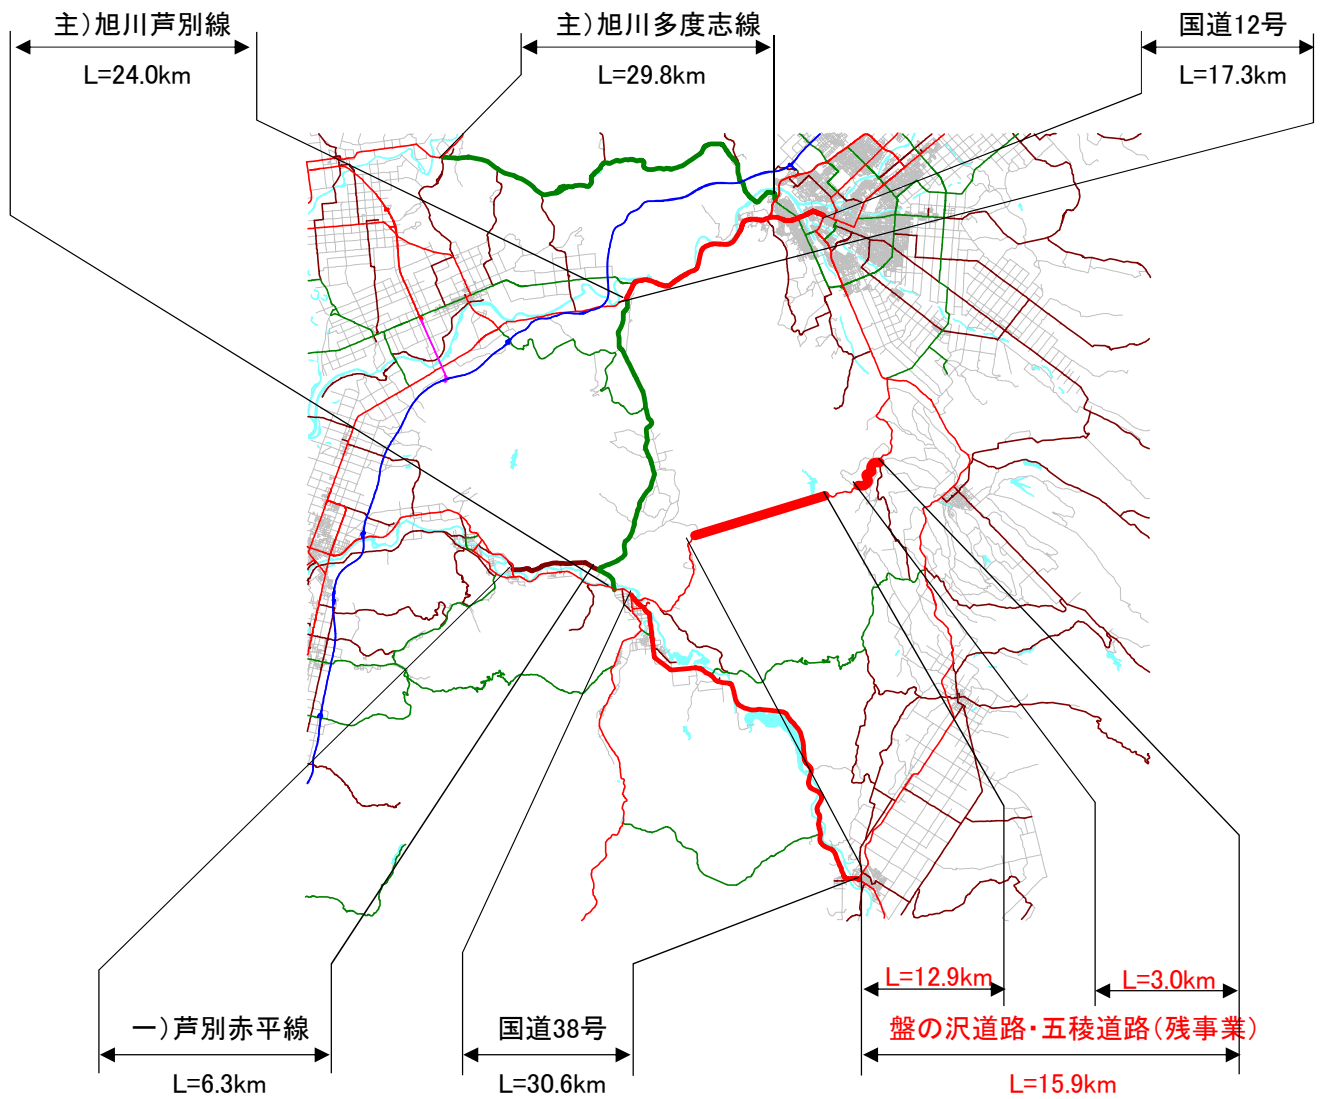 主）旭川芦別線
L=24.0km
主）旭川多度志線
L=29.8km
国道12号
L=17.3km
L=12.9km
L=3.0km
一）芦別赤平線
L=6.3km
国道38号
L=30.6km
盤の沢道路・五稜道路（残事業）
L=15.9km